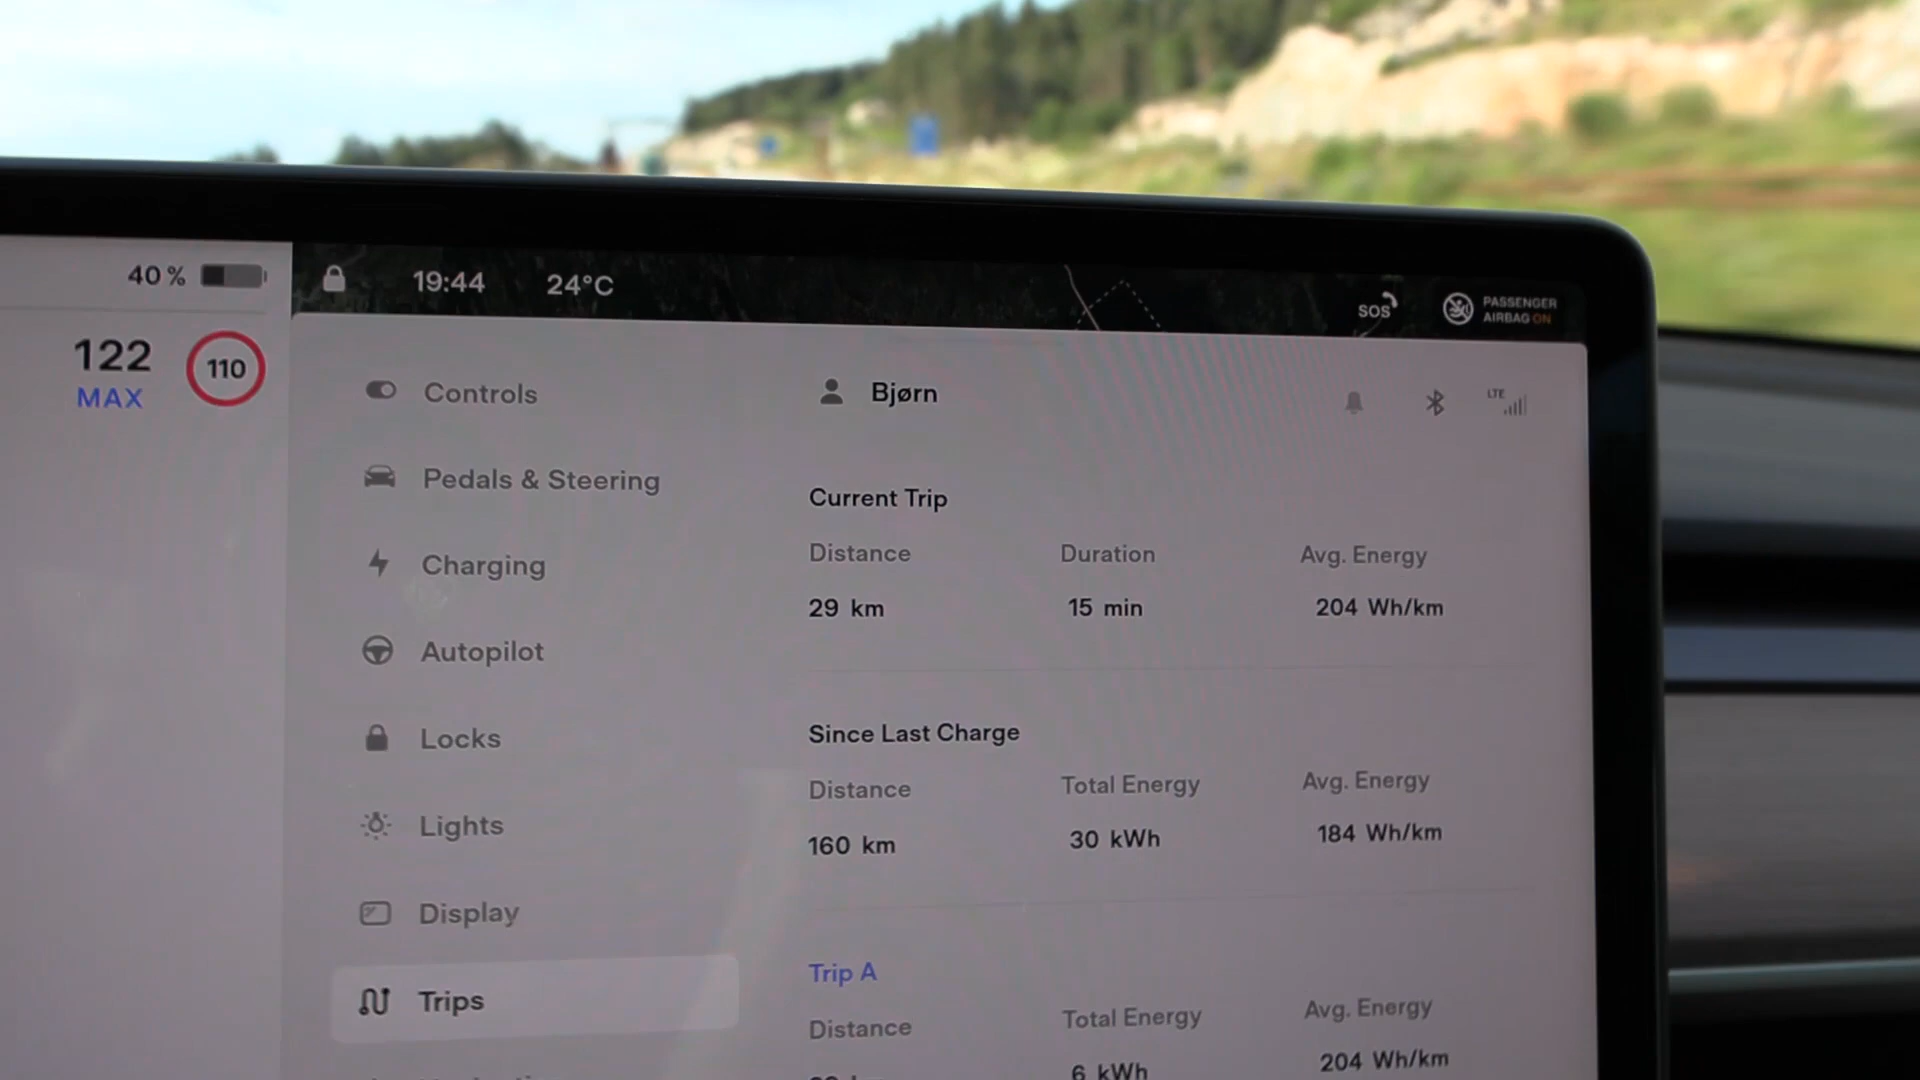 40 %
19:44
24°C
SOS
PASSENGER
AIRBAG ON
122
MAX
110
Controls
Pedals & Steering
Charging
Autopilot
Locks
Lights
Display
Trips
Bjørn
LTE
Current Trip
Distance Duration Avg. Energy
29 km 15 min 204 Wh/km
Since Last Charge
Distance Total Energy Avg. Energy
160 km 30 kWh 184 Wh/km
Trip A
Distance Total Energy Avg. Energy
6 kWh 204 Wh/km